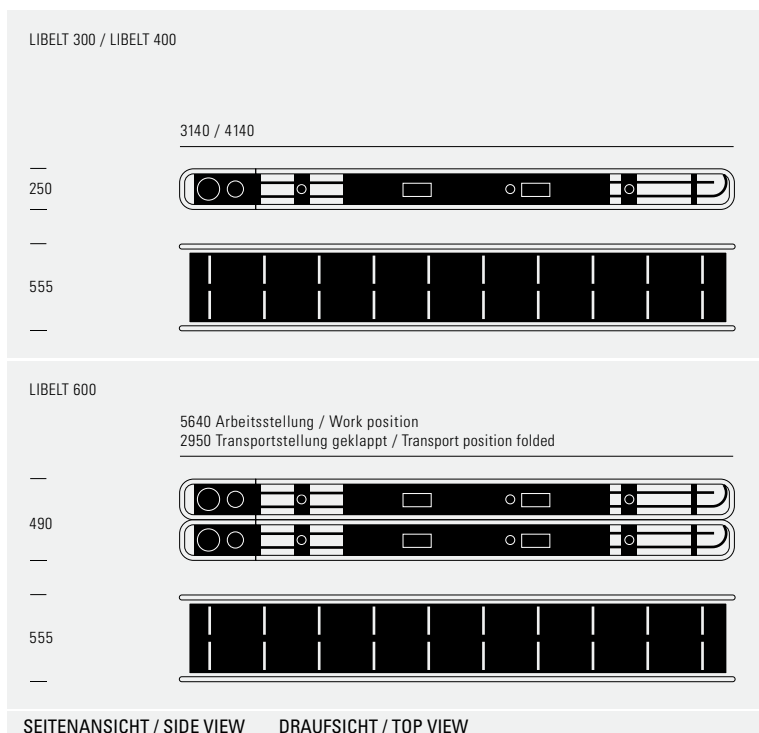 LIBELT 300 / LIBELT 400
3140 / 4140
250
555
LIBELT 600
5640 Arbeitsstellung / Work position
2950 Transportstellung geklappt / Transport position folded
490
555
SEITENANSICHT / SIDE VIEW DRAUFSICHT / TOP VIEW